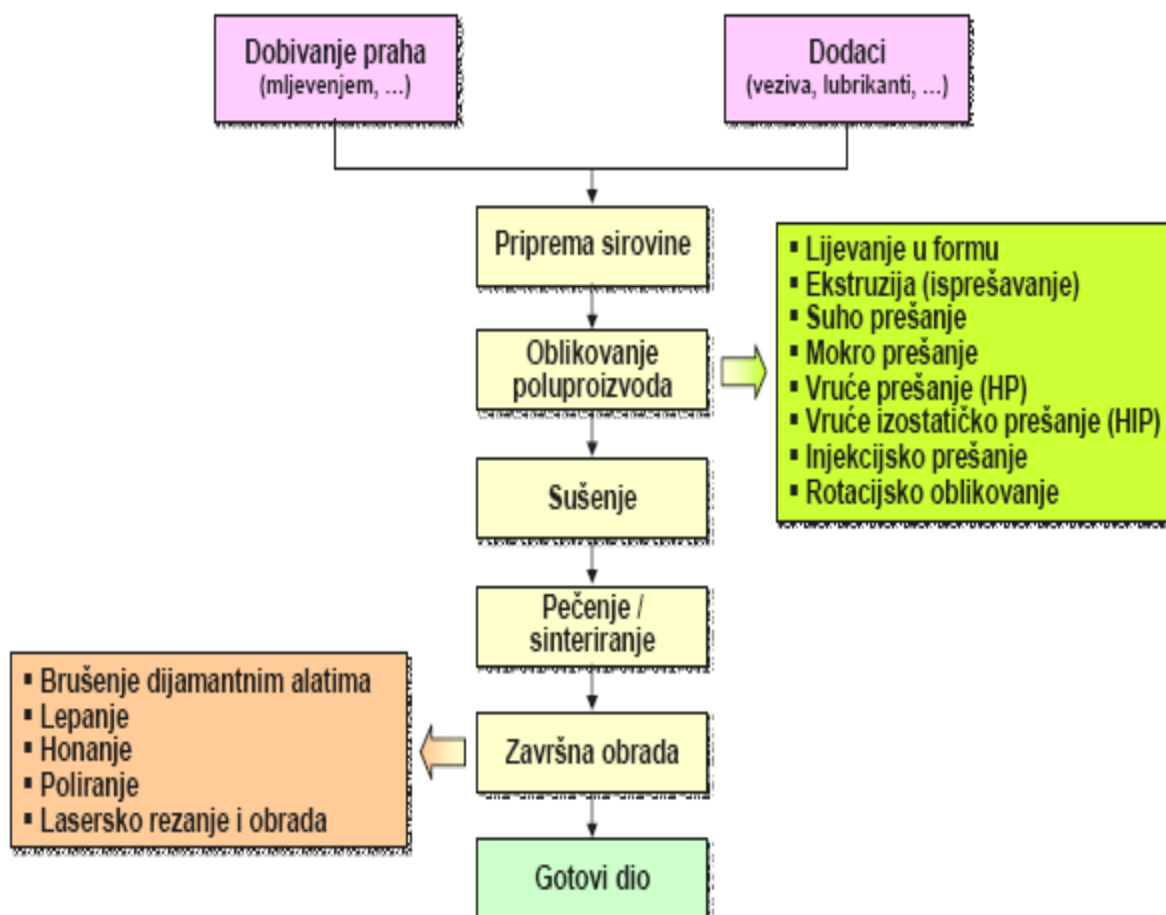 Dobivanje praha
(mljevenjem, ...)
Dodaci
(veziva, lubrikanti, ...)
Priprema sirovine
Oblikovanje
poluproizvoda
▪ Lijevanje u formu
▪ Ekstruzija (isprešavanje)
▪ Suho prešanje
▪ Mokro prešanje
▪ Vruće prešanje (HP)
▪ Vruće izostatičko prešanje (HIP)
▪ Injekcijsko prešanje
▪ Rotacijsko oblikovanje
Sušenje
Pečenje /
sinteriranje
Završna obrada
▪ Brušenje dijamantnim alatima
▪ Lepanje
▪ Honanje
▪ Poliranje
▪ Lasersko rezanje i obrada
Gotovi dio